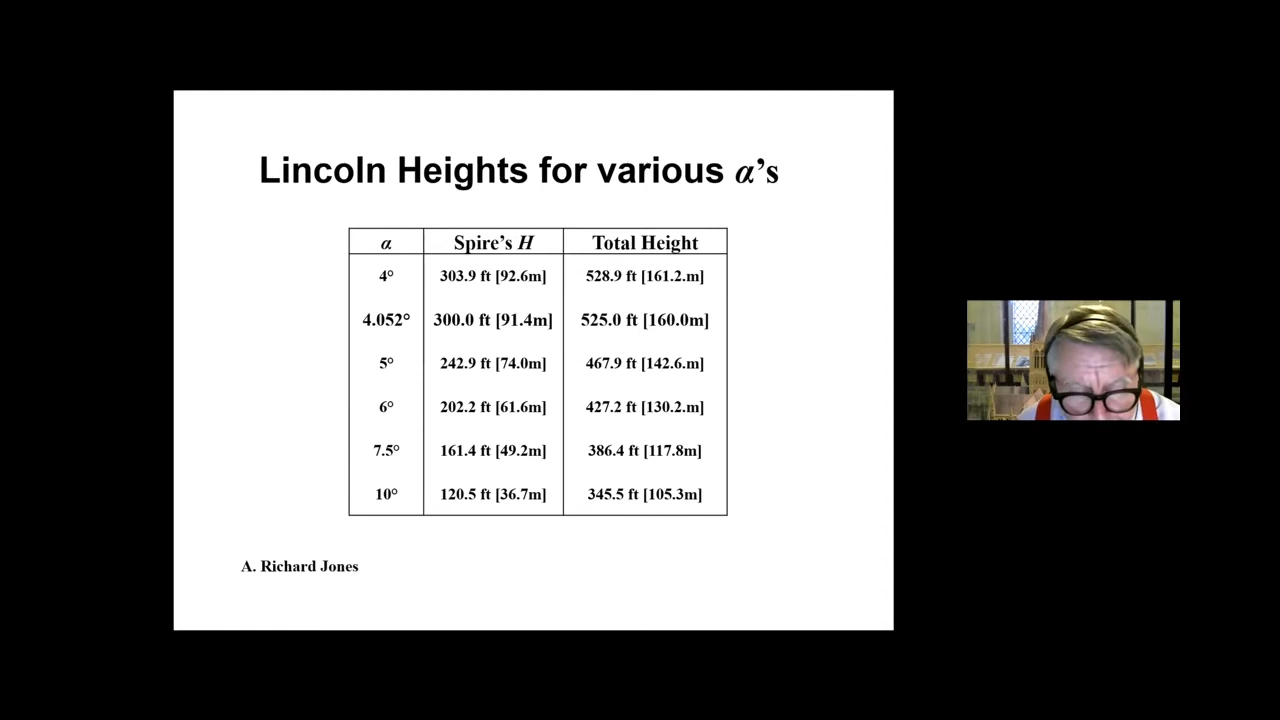 Lincoln Heights for various α’s
α Spire’s H Total Height
4° 303.9 ft [92.6m] 528.9 ft [161.2.m]
4.052° 300.0 ft [91.4m] 525.0 ft [160.0m]
5° 242.9 ft [74.0m] 467.9 ft [142.6.m]
6° 202.2 ft [61.6m] 427.2 ft [130.2.m]
7.5° 161.4 ft [49.2m] 386.4 ft [117.8m]
10° 120.5 ft [36.7m] 345.5 ft [105.3m]
A. Richard Jones